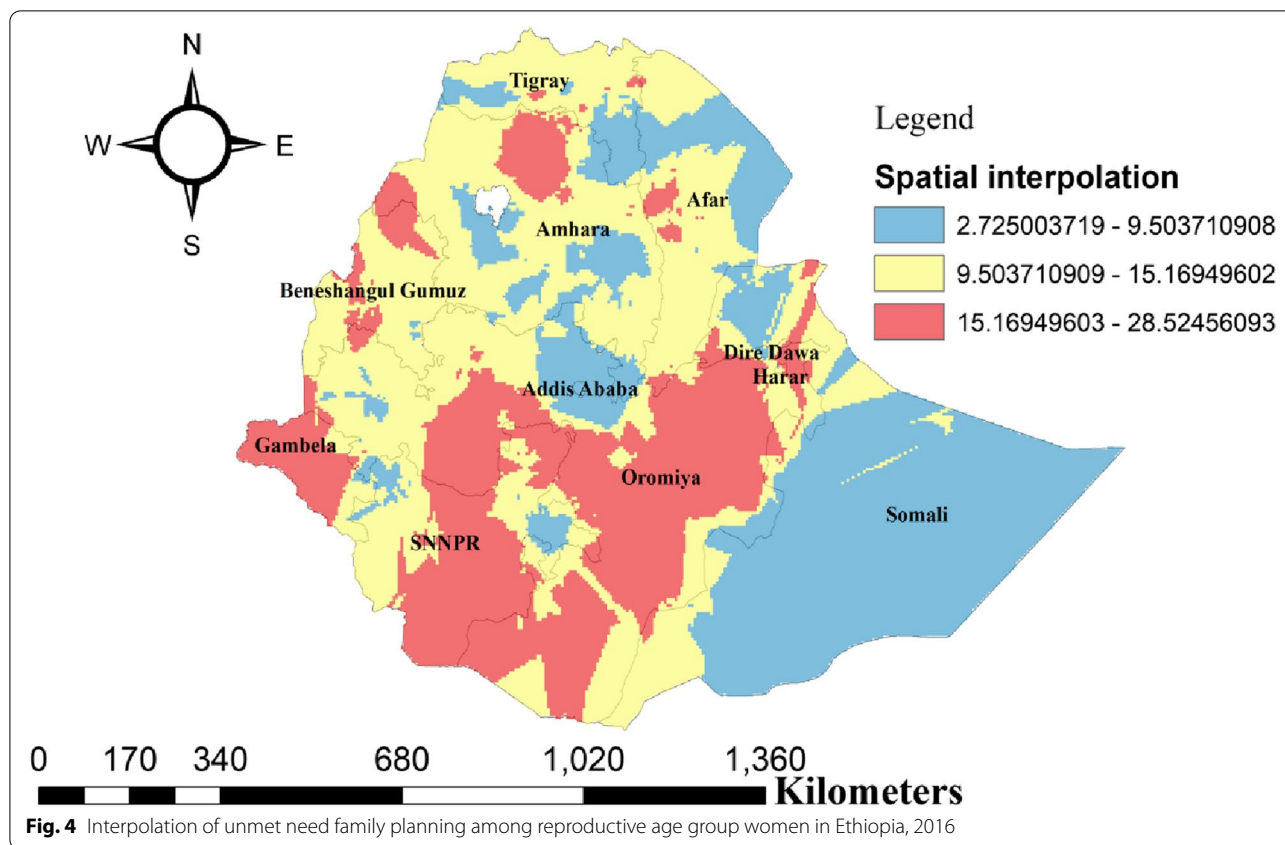 N
W E
S
Legend
Spatial interpolation
2.725003719 - 9.503710908
9.503710909 - 15.16949602
15.16949603 - 28.52456093
Tigray
Afar
Amhara
Beneshangul Gumuz
Dire Dawa
Harar
Addis Ababa
Gambela
Oromiya
Somali
SNNPR
0 170 340 680 1,020 1,360
Kilometers
Fig. 4 Interpolation of unmet need family planning among reproductive age group women in Ethiopia, 2016